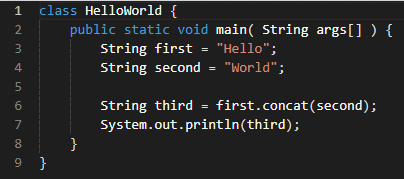 1 class HelloWorld {
2     public static void main( String args[] ) {
3         String first = "Hello";
4         String second = "World";
5
6         String third = first.concat(second);
7         System.out.println(third);
8     }
9 }